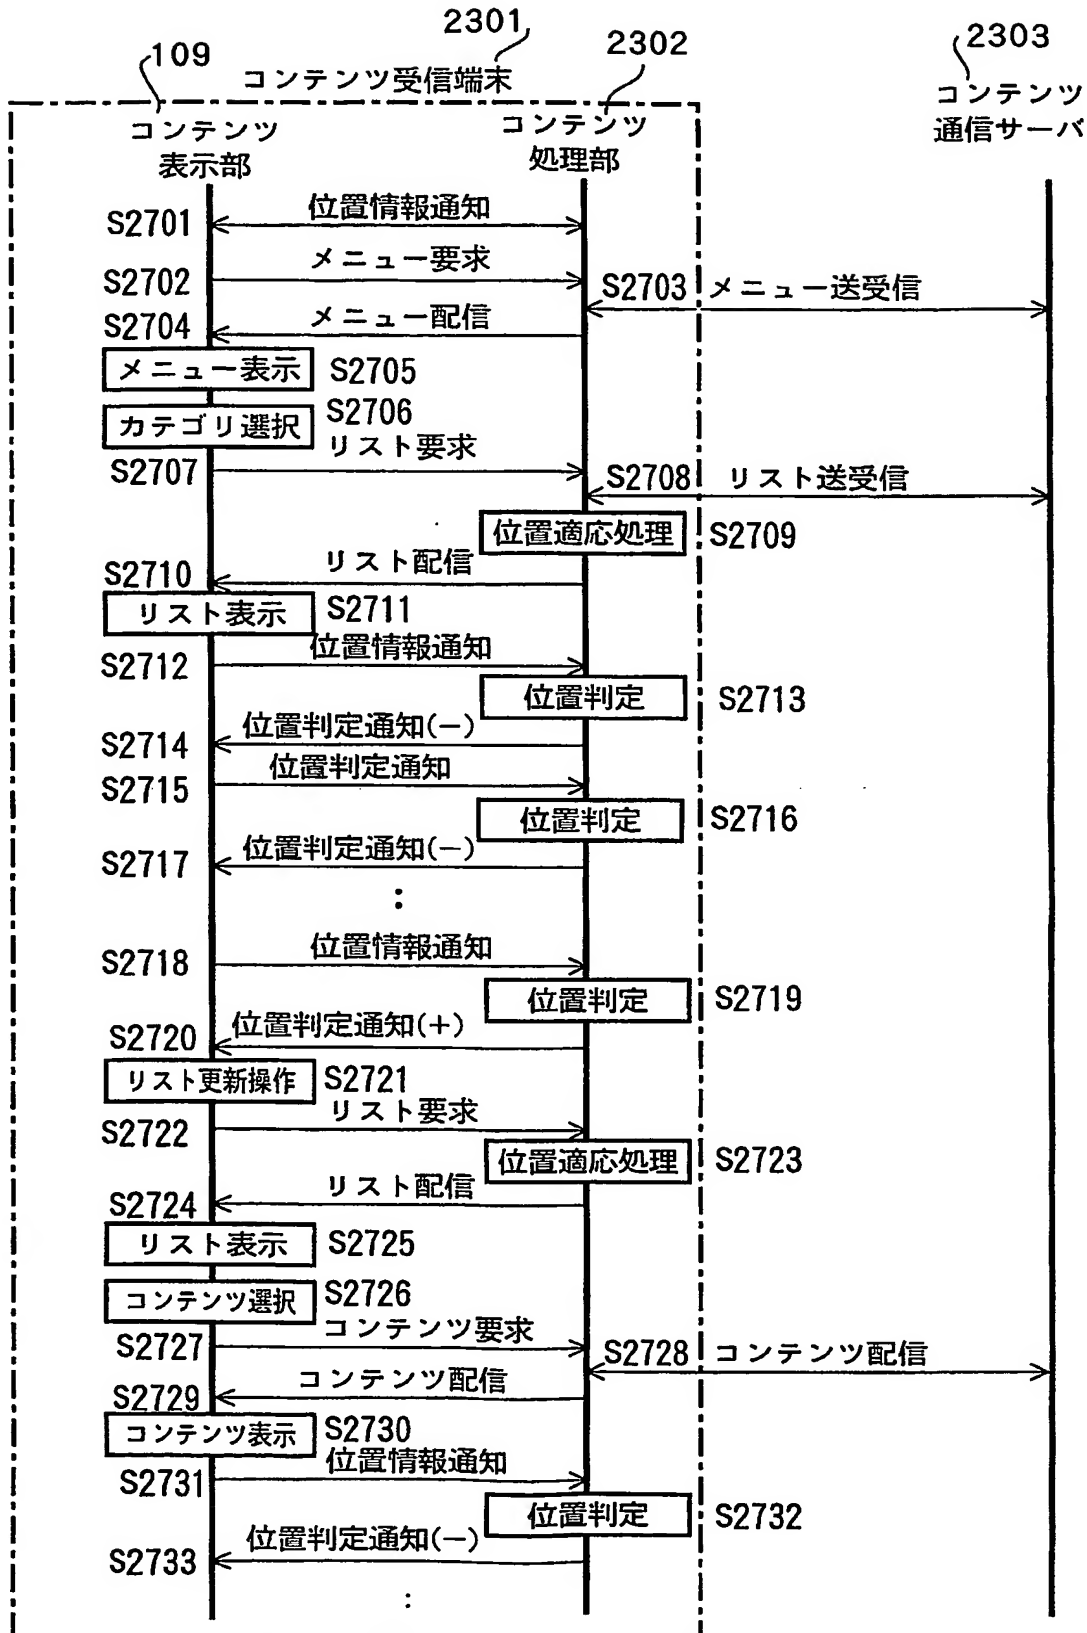 2301
2302
2303
109
コンテンツ受信端末
コンテンツ
通信サーバ
コンテンツ
表示部
コンテンツ
処理部
S2701
位置情報通知
S2702
メニュー要求
S2703 メニュー送受信
S2704
メニュー配信
メニュー表示 S2705
カテゴリ選択 S2706
S2707
リスト要求
S2708 リスト送受信
位置適応処理 S2709
S2710
リスト配信
リスト表示 S2711
S2712
位置情報通知
位置判定 S2713
S2714
位置判定通知(−)
S2715
位置判定通知
位置判定 S2716
S2717
位置判定通知(−)
:
S2718
位置情報通知
位置判定 S2719
S2720
位置判定通知(+)
リスト更新操作 S2721
S2722
リスト要求
位置適応処理 S2723
S2724
リスト配信
リスト表示 S2725
コンテンツ選択 S2726
S2727
コンテンツ要求
S2728 コンテンツ配信
S2729
コンテンツ配信
コンテンツ表示 S2730
S2731
位置情報通知
位置判定 S2732
S2733
位置判定通知(−)
: